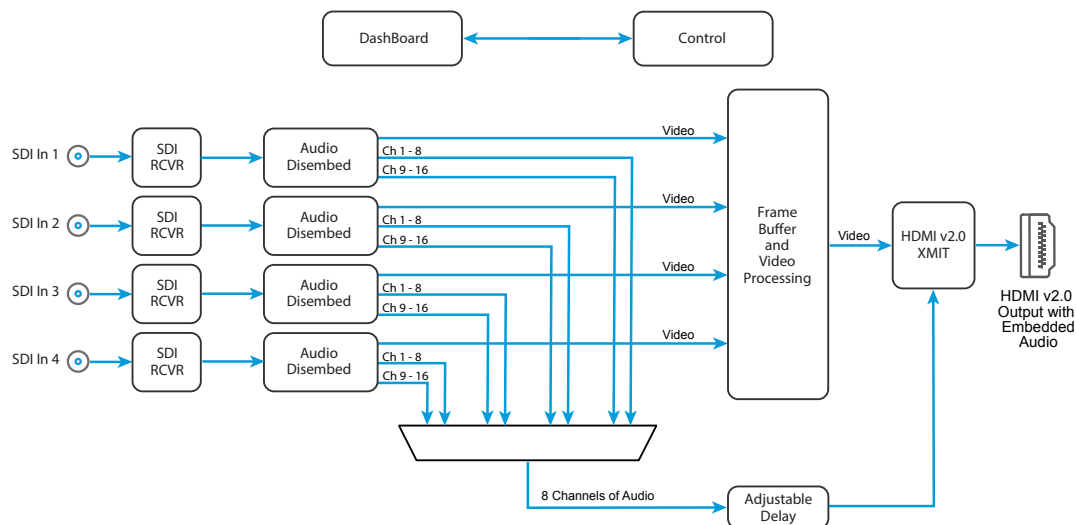 DashBoard
Control
SDI In 1
SDI
RCVR
Audio
Disembed
Video
Ch 1 - 8
Ch 9 - 16
SDI In 2
SDI
RCVR
Audio
Disembed
Video
Ch 1 - 8
Ch 9 - 16
SDI In 3
SDI
RCVR
Audio
Disembed
Video
Ch 1 - 8
Ch 9 - 16
SDI In 4
SDI
RCVR
Audio
Disembed
Video
Ch 1 - 8
Ch 9 - 16
Frame
Buffer
and
Video
Processing
Video
HDMI v2.0
XMIT
HDMI v2.0
Output with
Embedded
Audio
8 Channels of Audio
Adjustable
Delay